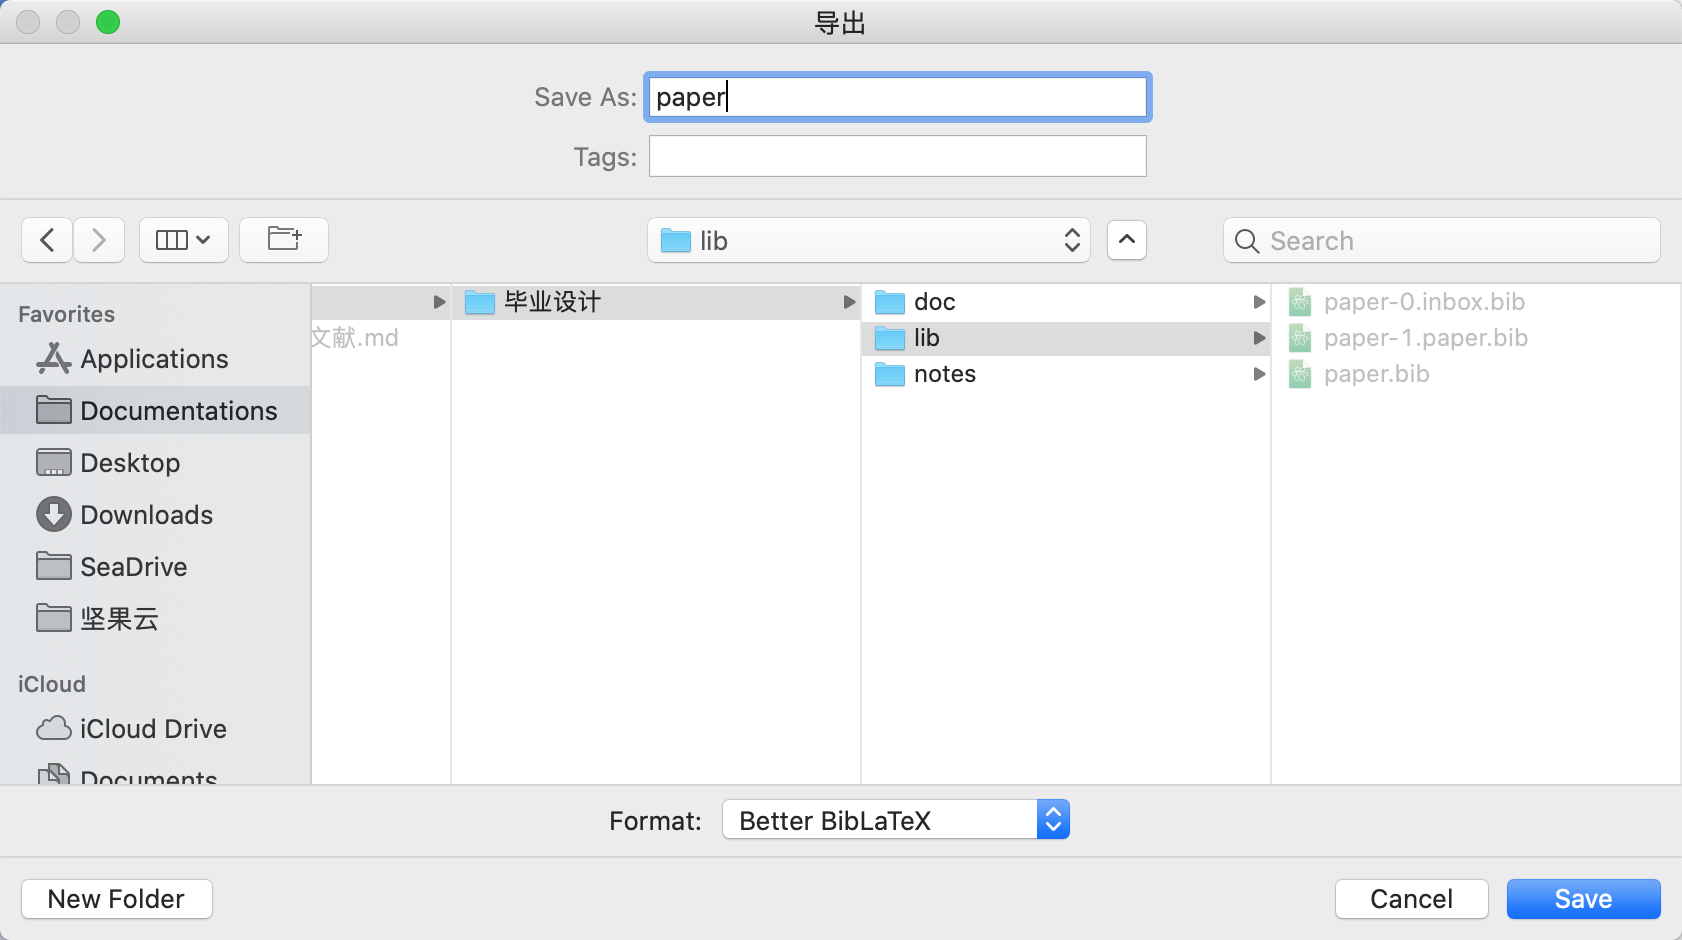 导出
Save As: paper
Tags:
lib
Search
Favorites
Applications
Documentations
Desktop
Downloads
SeaDrive
坚果云
iCloud
iCloud Drive
Documents
文献.md
毕业设计
doc
lib
notes
paper-0.inbox.bib
paper-1.paper.bib
paper.bib
Format: Better BibLaTeX
New Folder
Cancel
Save